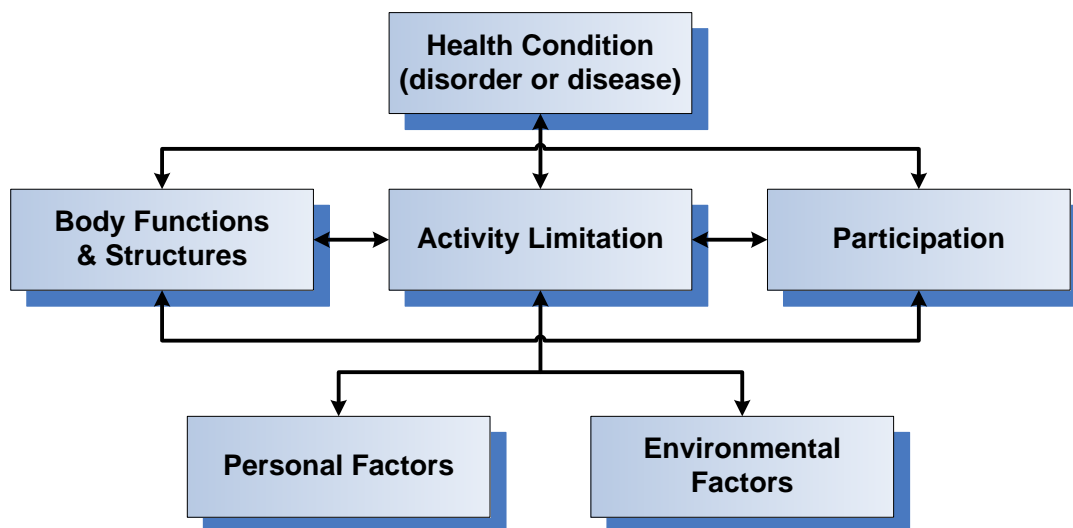 Health Condition
(disorder or disease)
Body Functions
& Structures
Activity Limitation
Participation
Personal Factors
Environmental
Factors